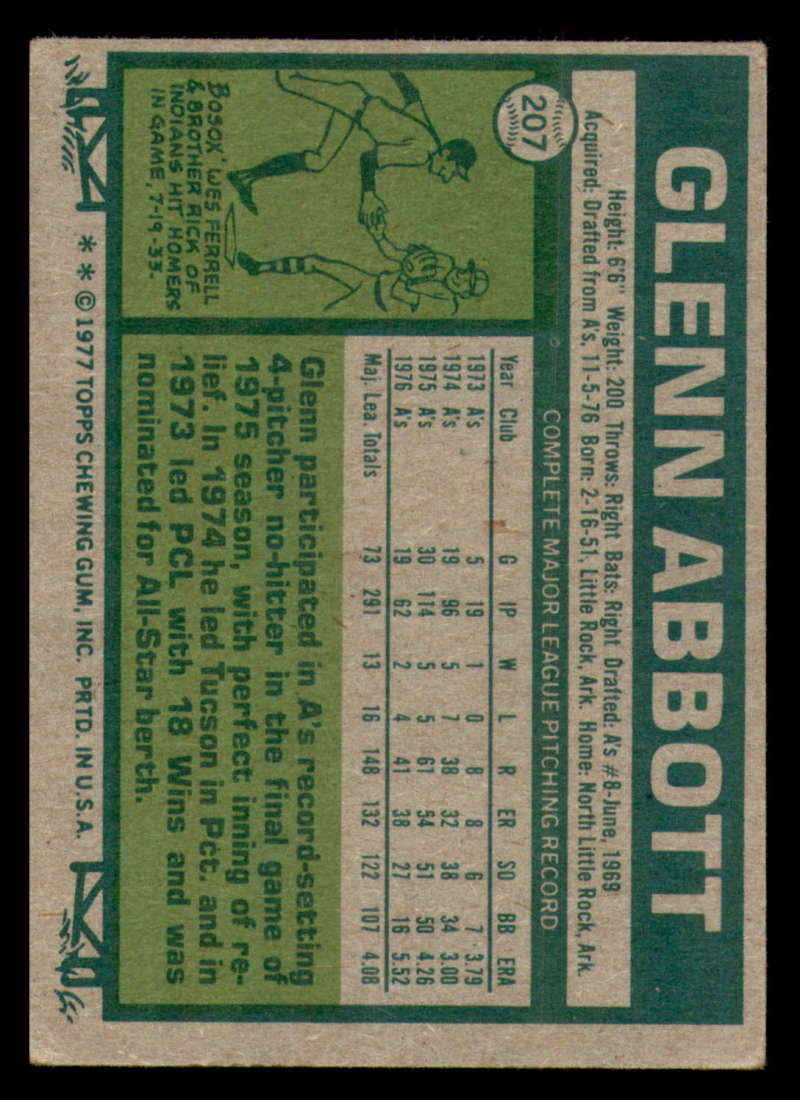 207
GLENN ABBOTT
Height: 6'6" Weight: 200 Throws: Right Bats: Right Drafted: A's #8-June, 1969
Acquired: Drafted from A's, 11-5-76 Born: 2-16-51, Little Rock, Ark. Home: North Little Rock, Ark.
COMPLETE MAJOR LEAGUE PITCHING RECORD
Year Club G IP W L R ER SO BB ERA
1973 A's 5 19 1 0 8 8 6 7 3.79
1974 A's 19 96 5 7 38 32 38 34 3.00
1975 A's 30 114 5 5 61 54 51 50 4.26
1976 A's 19 62 2 4 41 38 27 16 5.52
Maj. Lea. Totals 73 291 13 16 148 132 122 107 4.08
BOSOX' WES FERRELL
& BROTHER RICK OF
INDIANS HIT HOMERS
IN GAME, 7-19-33.
Glenn participated in A's record-setting
4-pitcher no-hitter in the final game of
1975 season, with perfect inning of re-
lief. In 1974 he led Tucson in Pct. and in
1973 led PCL with 18 Wins and was
nominated for All-Star berth.
* * © 1977 TOPPS CHEWING GUM, INC. PRTD. IN U.S.A.